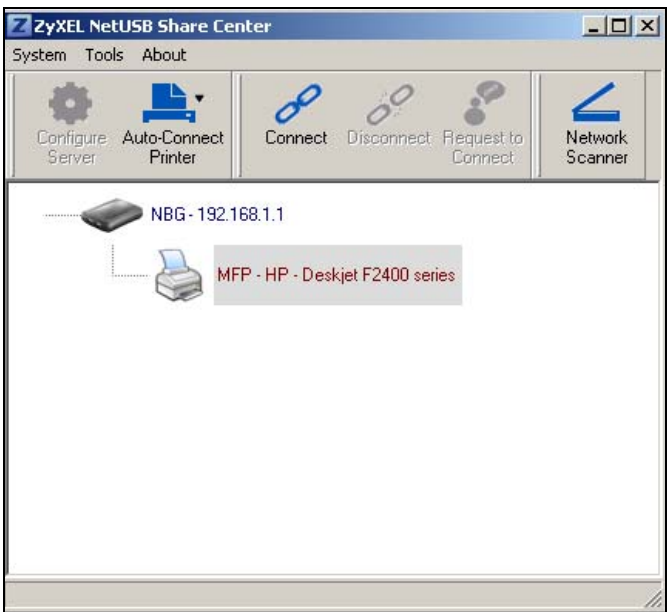 ZyXEL NetUSB Share Center
System Tools About
Configure Server
Auto-Connect Printer
Connect
Disconnect
Request to Connect
Network Scanner
NBG - 192.168.1.1
MFP - HP - Deskjet F2400 series